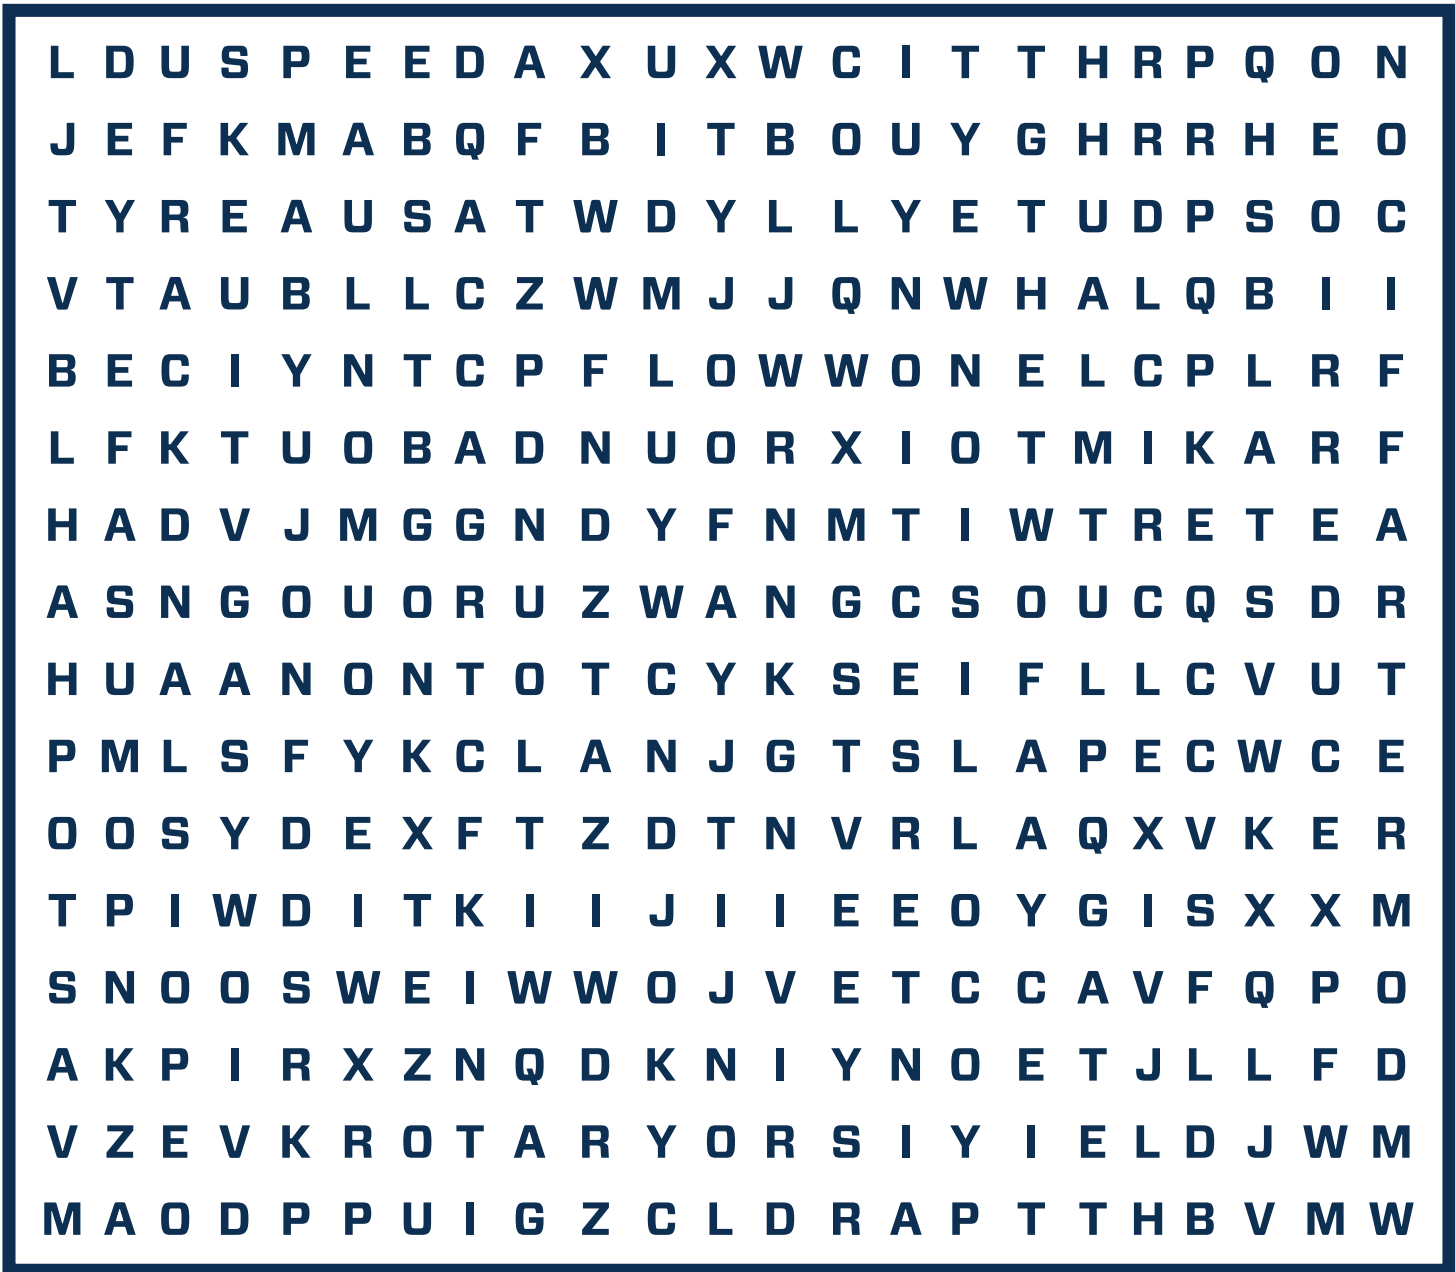 L D U S P E E D A X U X W C I T T H R P Q O N
J E F K M A B Q F B I T B O U Y G H R R H E O
T Y R E A U S A T W D Y L L Y E T U D P S O C
V T A U B L L C Z W M J J Q N W H A L Q B I I
B E C I Y N T C P F L O W W O N E L C P L R F
L F K T U O B A D N U O R X I O T M I K A R F
H A D V J M G G N D Y F N M T I W T R E T E A
A S N G O U O R U Z W A N G C S O U C Q S D R
H U A A N O N T O T C Y K S E I F L L C V U T
P M L S F Y K C L A N J G T S L A P E C W C E
O O S Y D E X F T Z D T N V R L A Q X V K E R
T P I W D I T K I I J I I E E O Y G I S X X M
S N O O S W E I W W O J V E T C C A V F Q P O
A K P I R X Z N Q D K N I Y N O E T J L L F D
V Z E V K R O T A R Y O R S I Y I E L D J W M
M A O D P P U I G Z C L D R A P T T H B V M W